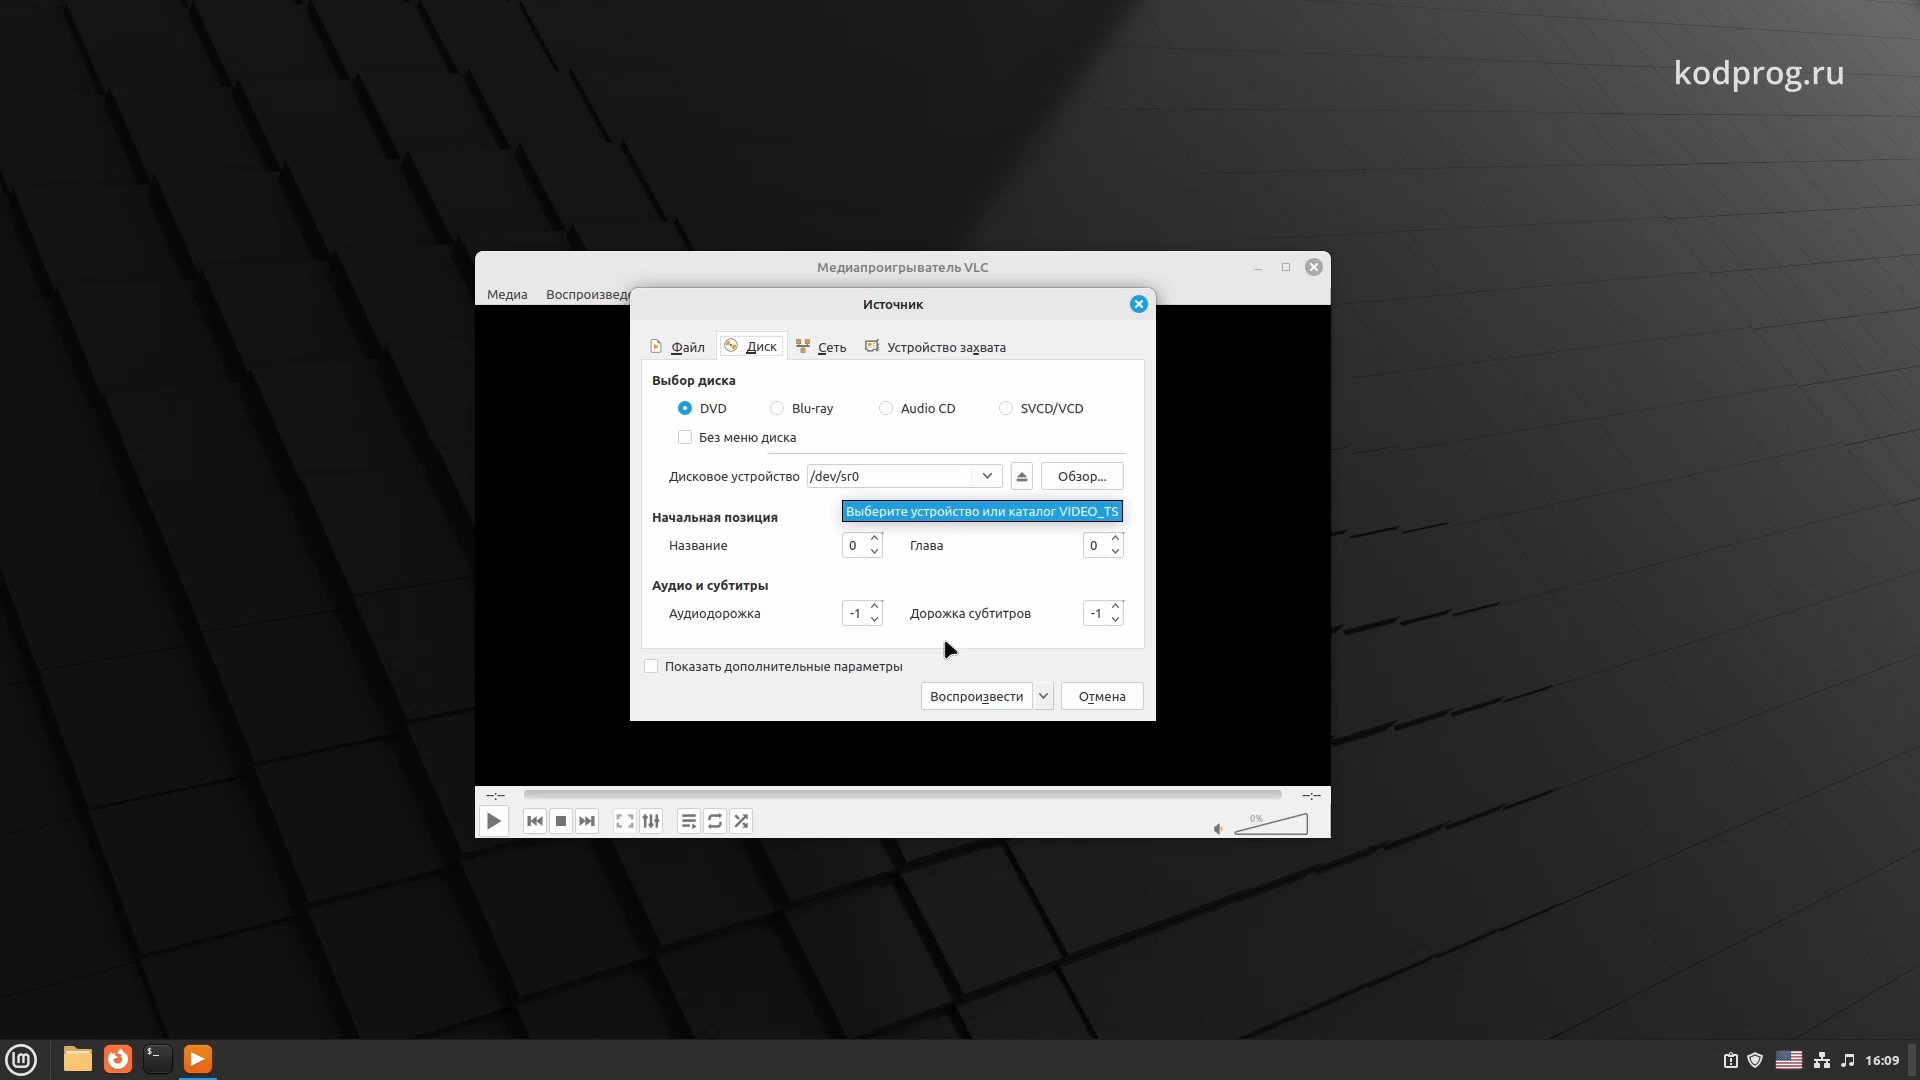 kodprog.ru
Медиапроигрыватель VLC
Медиа Воспроизведе
Источник
Файл Диск Сеть Устройство захвата
Выбор диска
DVD Blu-ray Audio CD SVCD/VCD
Без меню диска
Дисковое устройство /dev/sr0 Обзор...
Выберите устройство или каталог VIDEO_TS
Начальная позиция
Название 0 Глава 0
Аудио и субтитры
Аудиодорожка -1 Дорожка субтитров -1
Показать дополнительные параметры
Воспроизвести Отмена
--:-- --:--
0%
16:09